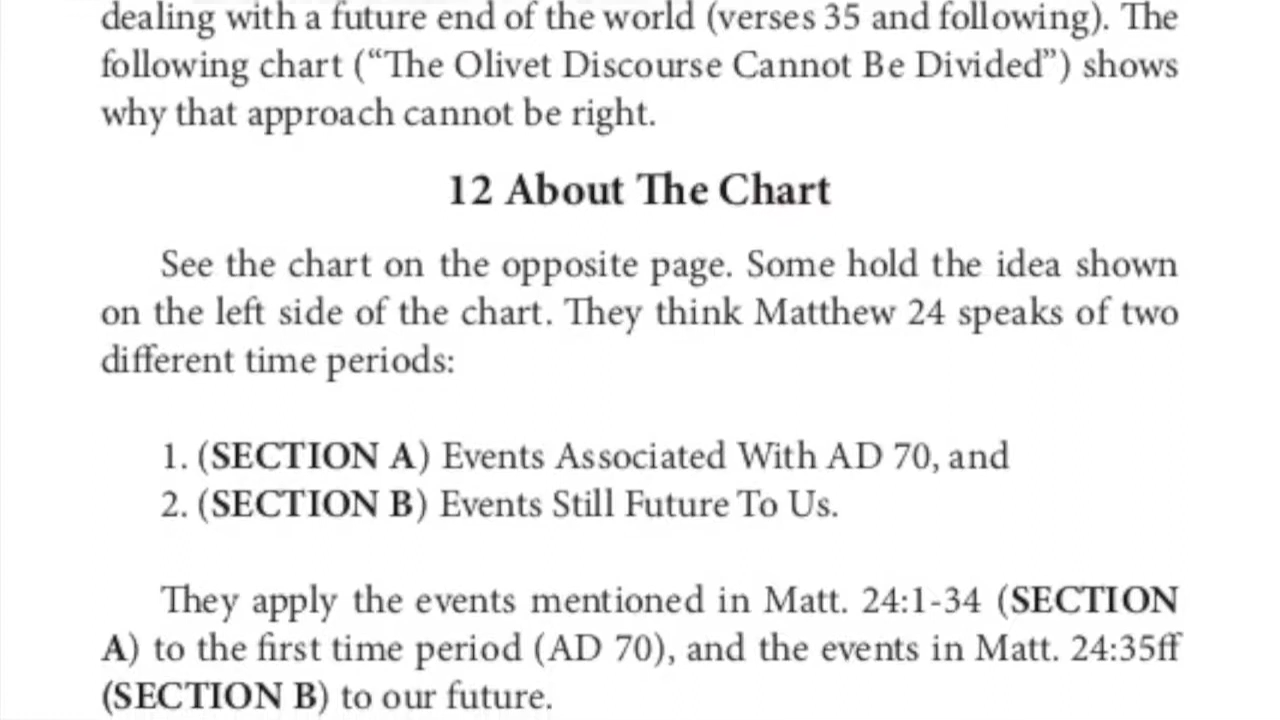 dealing with a future end of the world (verses 35 and following). The
following chart (“The Olivet Discourse Cannot Be Divided”) shows
why that approach cannot be right.
12 About The Chart
See the chart on the opposite page. Some hold the idea shown
on the left side of the chart. They think Matthew 24 speaks of two
different time periods:
1. (SECTION A) Events Associated With AD 70, and
2. (SECTION B) Events Still Future To Us.
They apply the events mentioned in Matt. 24:1-34 (SECTION
A) to the first time period (AD 70), and the events in Matt. 24:35ff
(SECTION B) to our future.